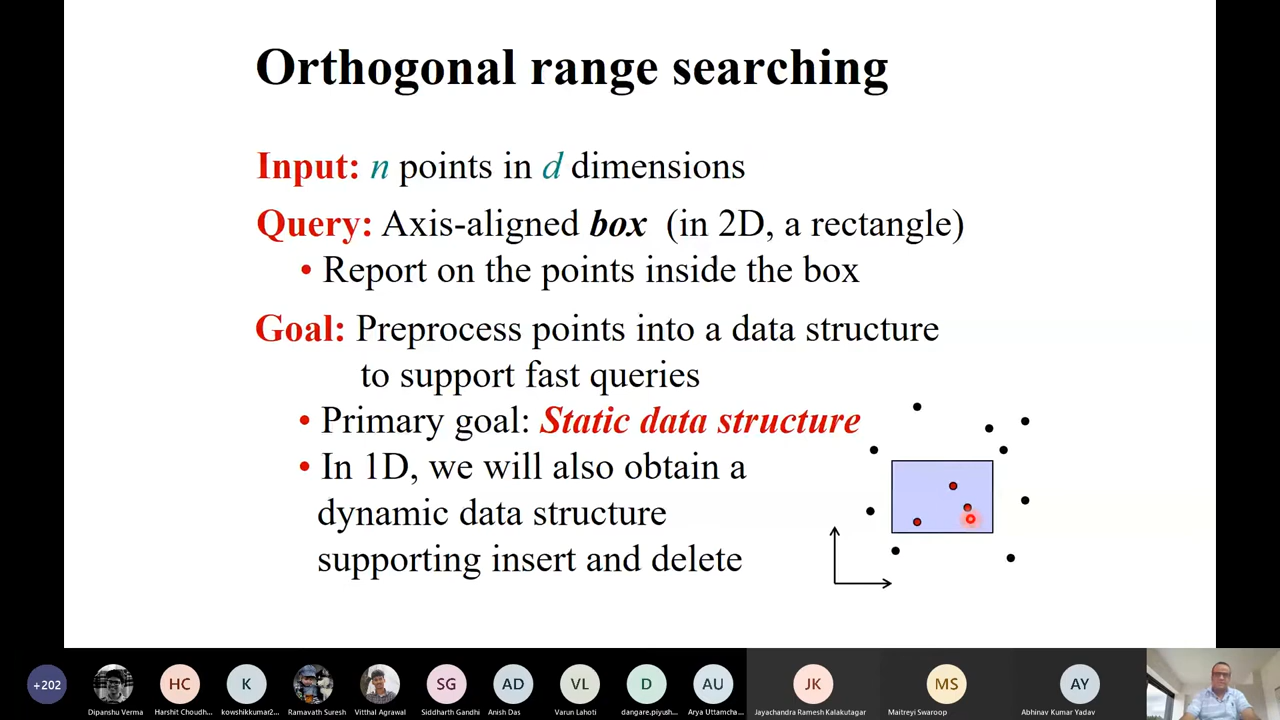 Orthogonal range searching
Input: n points in d dimensions
Query: Axis-aligned box (in 2D, a rectangle)
• Report on the points inside the box
Goal: Preprocess points into a data structure
to support fast queries
• Primary goal: Static data structure
• In 1D, we will also obtain a
dynamic data structure
supporting insert and delete
+202
HC
K
SG
AD
VL
D
AU
JK
MS
AY
Dipanshu Verma
Harshit Choudh...
kowshikkumar2...
Ramavath Suresh
Vitthal Agrawal
Siddharth Gandhi
Anish Das
Varun Lahoti
dangare.piyush...
Arya Uttamcha...
Jayachandra Ramesh Kalakutagar
Maitreyi Swaroop
Abhinav Kumar Yadav